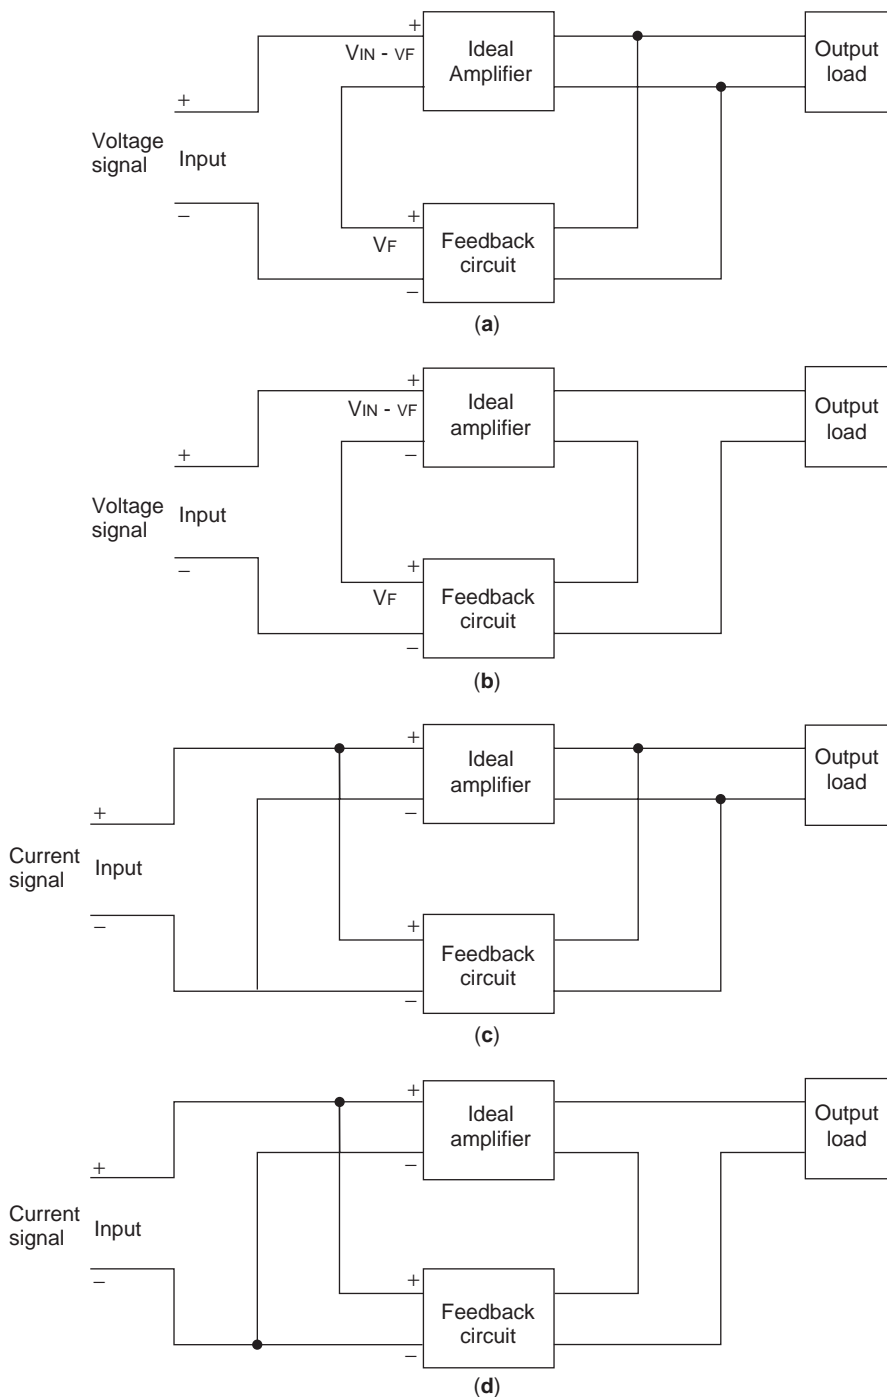 +
VIN - VF
Ideal
Amplifier
Output
load
+
Voltage
signal
Input
−
+
VF
−
Feedback
circuit
(a)
+
VIN - VF
−
Ideal
amplifier
Output
load
+
Voltage
signal
Input
−
+
VF
−
Feedback
circuit
(b)
+
−
Ideal
amplifier
Output
load
+
Current
signal
Input
−
+
−
Feedback
circuit
(c)
+
−
Ideal
amplifier
Output
load
+
Current
signal
Input
−
+
−
Feedback
circuit
(d)